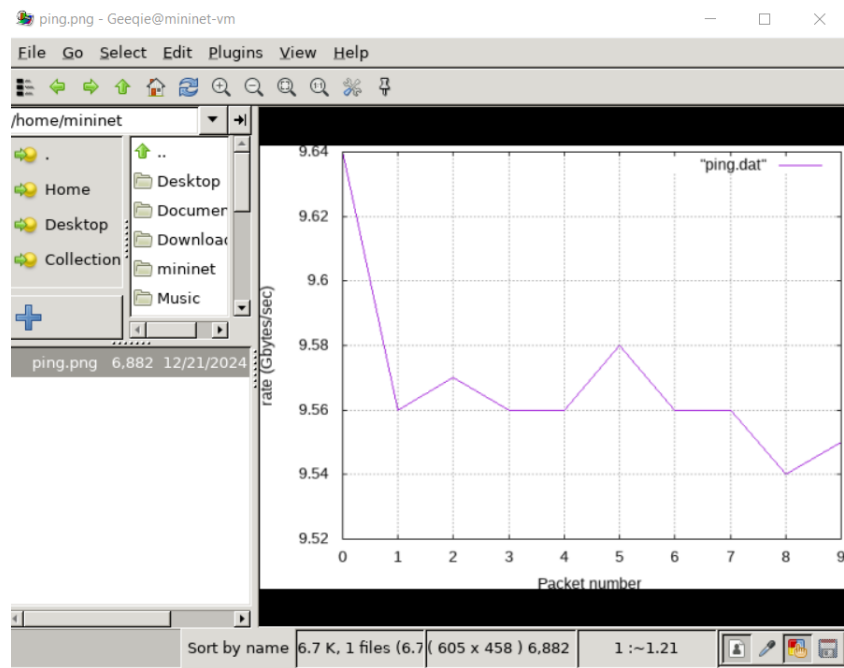 ping.png - Geeqie@mininet-vm
File Go Select Edit Plugins View Help
/home/mininet
.
Home
Desktop
Collection
..
Desktop
Documen
Downloa
mininet
Music
ping.png 6,882 12/21/2024
"ping.dat"
9.64
9.62
9.6
9.58
9.56
9.54
9.52
rate (Gbytes/sec)
0 1 2 3 4 5 6 7 8 9
Packet number
Sort by name 6.7 K, 1 files (6.7 ( 605 x 458 ) 6,882 1 :~1.21